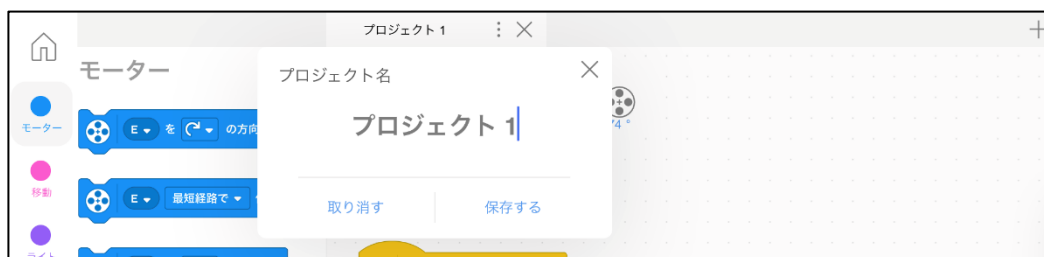 プロジェクト 1
モーター
プロジェクト名
プロジェクト 1
取り消す
保存する
モーター
E を の方向
移動
E 最短経路で
ライト